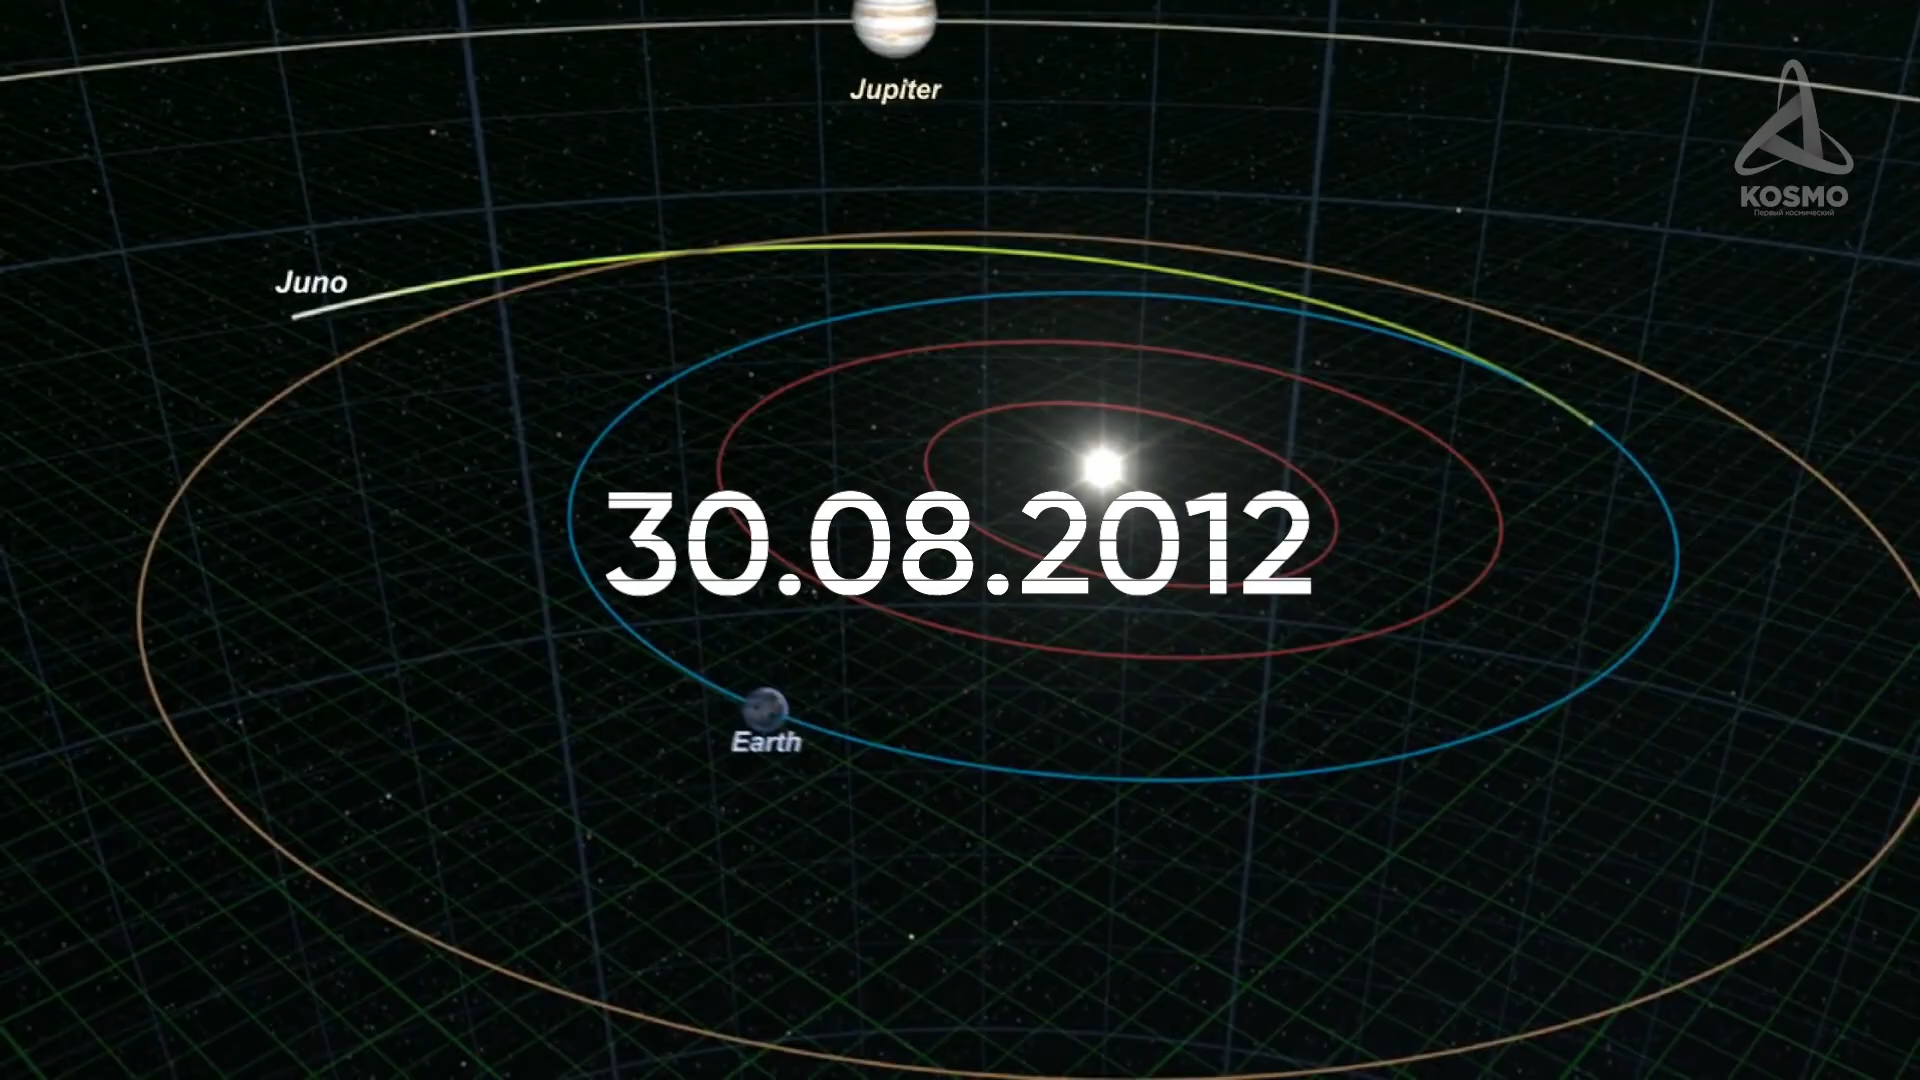 Jupiter
KOSMO
Первый космический
Juno
30.08.2012
Earth